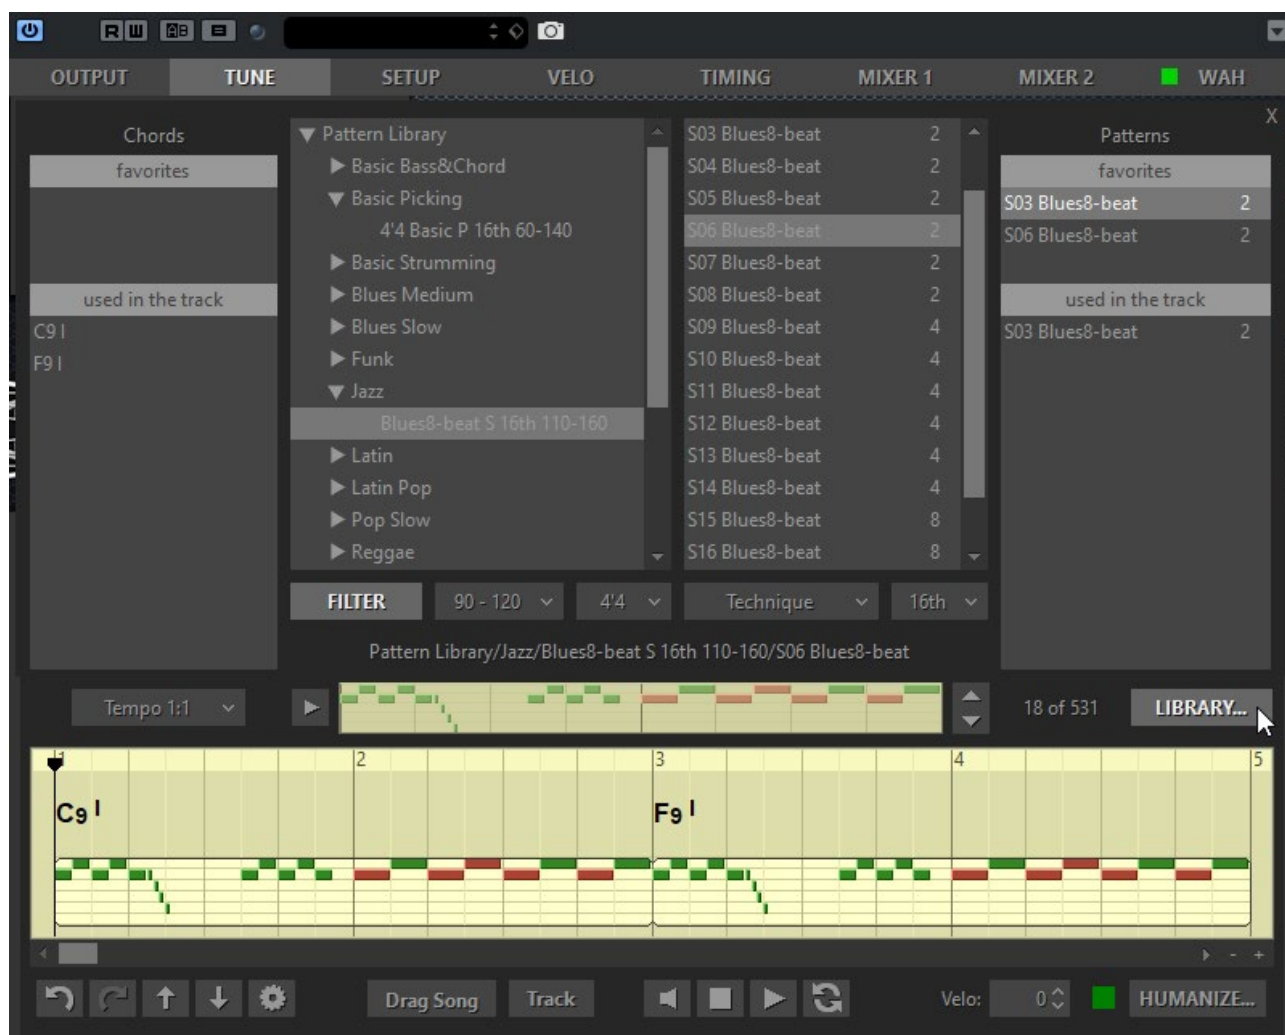 R W AB
OUTPUT TUNE SETUP VELO TIMING MIXER 1 MIXER 2 WAH
X
Chords
favorites
used in the track
C9 I
F9 I
Pattern Library
Basic Bass&Chord
Basic Picking
4'4 Basic P 16th 60-140
Basic Strumming
Blues Medium
Blues Slow
Funk
Jazz
Blues8-beat S 16th 110-160
Latin
Latin Pop
Pop Slow
Reggae
S03 Blues8-beat 2
S04 Blues8-beat 2
S05 Blues8-beat 2
S06 Blues8-beat 2
S07 Blues8-beat 2
S08 Blues8-beat 2
S09 Blues8-beat 4
S10 Blues8-beat 4
S11 Blues8-beat 4
S12 Blues8-beat 4
S13 Blues8-beat 4
S14 Blues8-beat 4
S15 Blues8-beat 8
S16 Blues8-beat 8
Patterns
favorites
S03 Blues8-beat 2
S06 Blues8-beat 2
used in the track
S03 Blues8-beat 2
FILTER 90 - 120 4'4 Technique 16th
Pattern Library/Jazz/Blues8-beat S 16th 110-160/S06 Blues8-beat
Tempo 1:1 18 of 531 LIBRARY...
1 2 3 4 5
C9 I F9 I
- +
Drag Song Track Velo: 0 HUMANIZE...